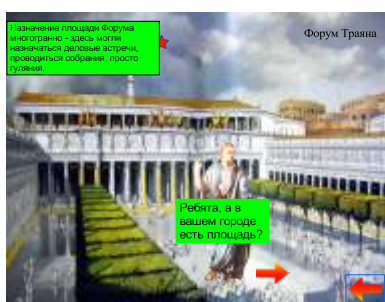 Назначение площади Форума
многогранно - здесь могли
назначаться деловые встречи,
проводиться собрания, просто
гуляния.
Форум Траяна
Ребята, а в
вашем городе
есть площадь?